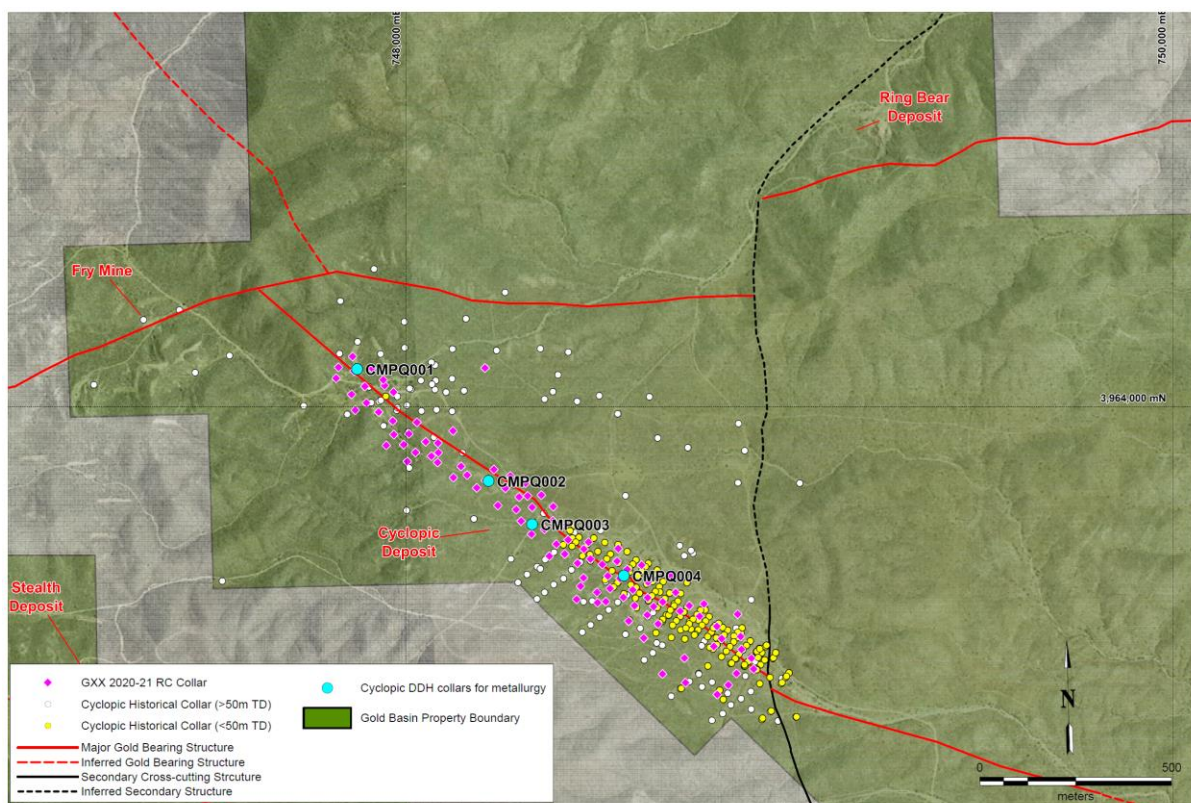 748,000 mE
750,000 mE
Ring Bear
Deposit
Fry Mine
CMPQ001
3,964,000 mN
CMPQ002
CMPQ003
Cyclopic
Deposit
CMPQ004
Stealth
Deposit
GXX 2020-21 RC Collar
Cyclopic Historical Collar (>50m TD)
Cyclopic Historical Collar (<50m TD)
Major Gold Bearing Structure
Inferred Gold Bearing Structure
Secondary Cross-cutting Strcuture
Inferred Secondary Structure
Cyclopic DDH collars for metallurgy
Gold Basin Property Boundary
N
0 500
meters